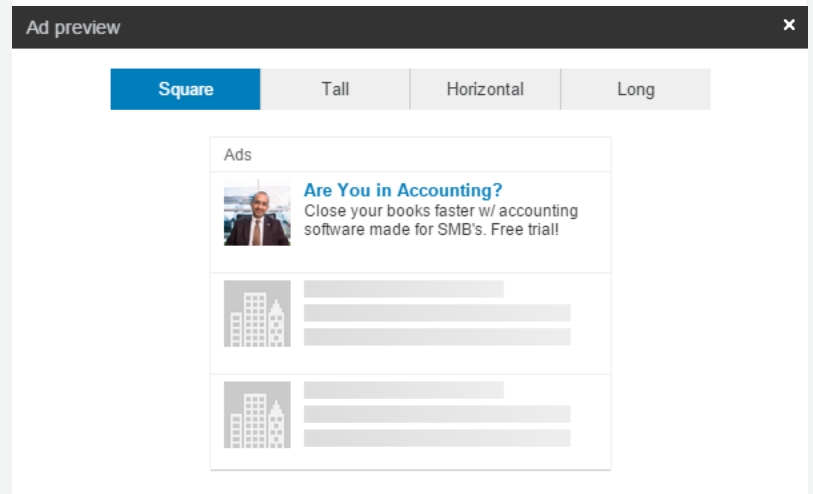 Ad preview
×
Square
Tall
Horizontal
Long
Ads
Are You in Accounting?
Close your books faster w/ accounting
software made for SMB's. Free trial!